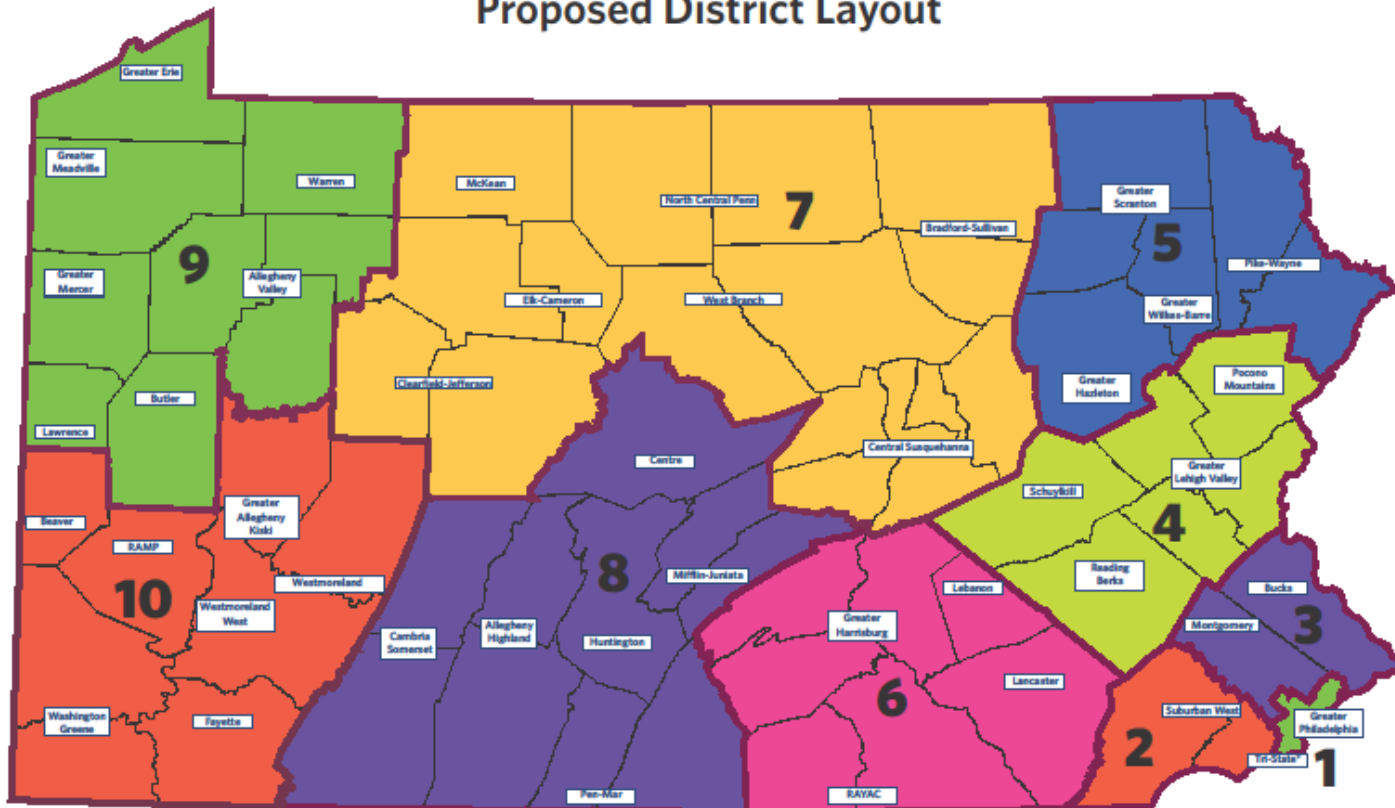 Proposed District Layout
Greater Erie
Greater
Meadville
Warren
Greater
Mercer
9
Allegheny
Valley
Butler
Lawrence
McKean
North Central Penn
7
Bradford-Sullivan
Elk-Cameron
West Branch
Clearfield-Jefferson
Central Susquehanna
Greater
Scranton
5
Pike-Wayne
Greater
Wilkes-Barre
Greater
Hazleton
Pocono
Mountains
Greater
Lehigh Valley
Schuylkill
4
Reading
Berks
Bucks
3
Montgomery
Centre
8
Mifflin-Juniata
Allegheny
Highland
Huntington
Cambria
Somerset
Pen-Mar
Beaver
RAMP
Greater
Allegheny
Kiski
10
Westmoreland
Westmoreland
West
Washington
Greene
Fayette
Greater
Harrisburg
Lebanon
6
Lancaster
RAYAC
Suburban West
2
Greater
Philadelphia
Tri-State*
1